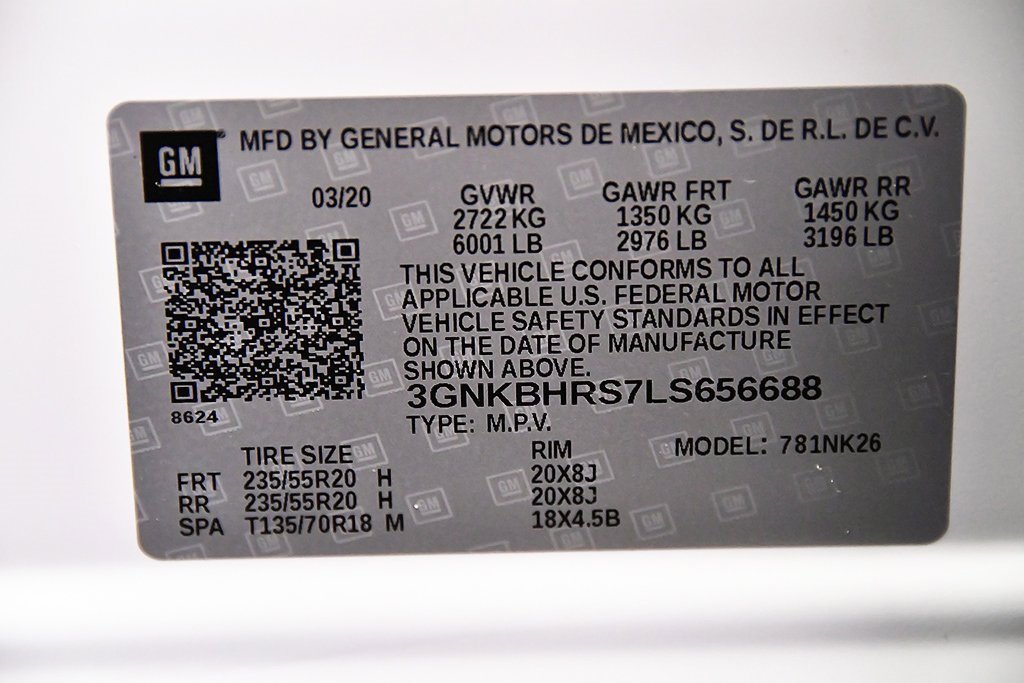 GM
MFD BY GENERAL MOTORS DE MEXICO, S. DE R.L. DE C.V.
03/20 GVWR GAWR FRT GAWR RR
2722 KG 1350 KG 1450 KG
6001 LB 2976 LB 3196 LB
THIS VEHICLE CONFORMS TO ALL
APPLICABLE U.S. FEDERAL MOTOR
VEHICLE SAFETY STANDARDS IN EFFECT
ON THE DATE OF MANUFACTURE
SHOWN ABOVE.
3GNKBHRS7LS656688
8624
TYPE: M.P.V.
MODEL: 781NK26
TIRE SIZE RIM
FRT 235/55R20 H 20X8J
RR 235/55R20 H 20X8J
SPA T135/70R18 M 18X4.5B